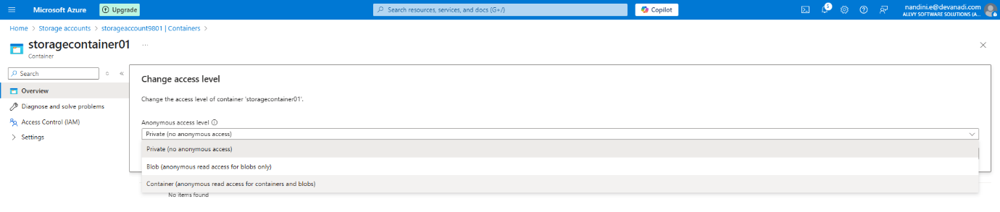 Microsoft Azure
Upgrade
Search resources, services, and docs (G+/)
Copilot
5
nandini.e@devanadi.com
ALLVY SOFTWARE SOLUTIONS (A...
Home > Storage accounts > storageaccount9801 | Containers >
storagecontainer01 ...
Container
Search
Overview
Diagnose and solve problems
Access Control (IAM)
Settings
Change access level
Change the access level of container 'storagecontainer01'.
Anonymous access level
Private (no anonymous access)
Private (no anonymous access)
Blob (anonymous read access for blobs only)
Container (anonymous read access for containers and blobs)
No items found